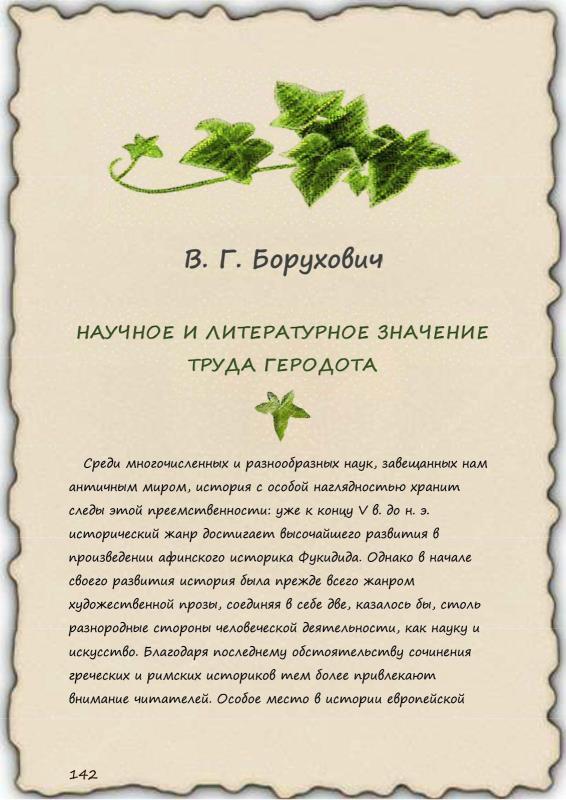 В. Г. Борухович
НАУЧНОЕ И ЛИТЕРАТУРНОЕ ЗНАЧЕНИЕ
ТРУДА ГЕРОДОТА
Среди многочисленных и разнообразных наук, завещанных нам
античным миром, история с особой наглядностью хранит
следы этой преемственности: уже к концу V в. до н. э.
исторический жанр достигает высочайшего развития в
произведении афинского историка Фукидида. Однако в начале
своего развития история была прежде всего жанром
художественной прозы, соединяя в себе две, казалось бы, столь
разнородные стороны человеческой деятельности, как науку и
искусство. Благодаря последнему обстоятельству сочинения
греческих и римских историков тем более привлекают
внимание читателей. Особое место в истории европейской
142